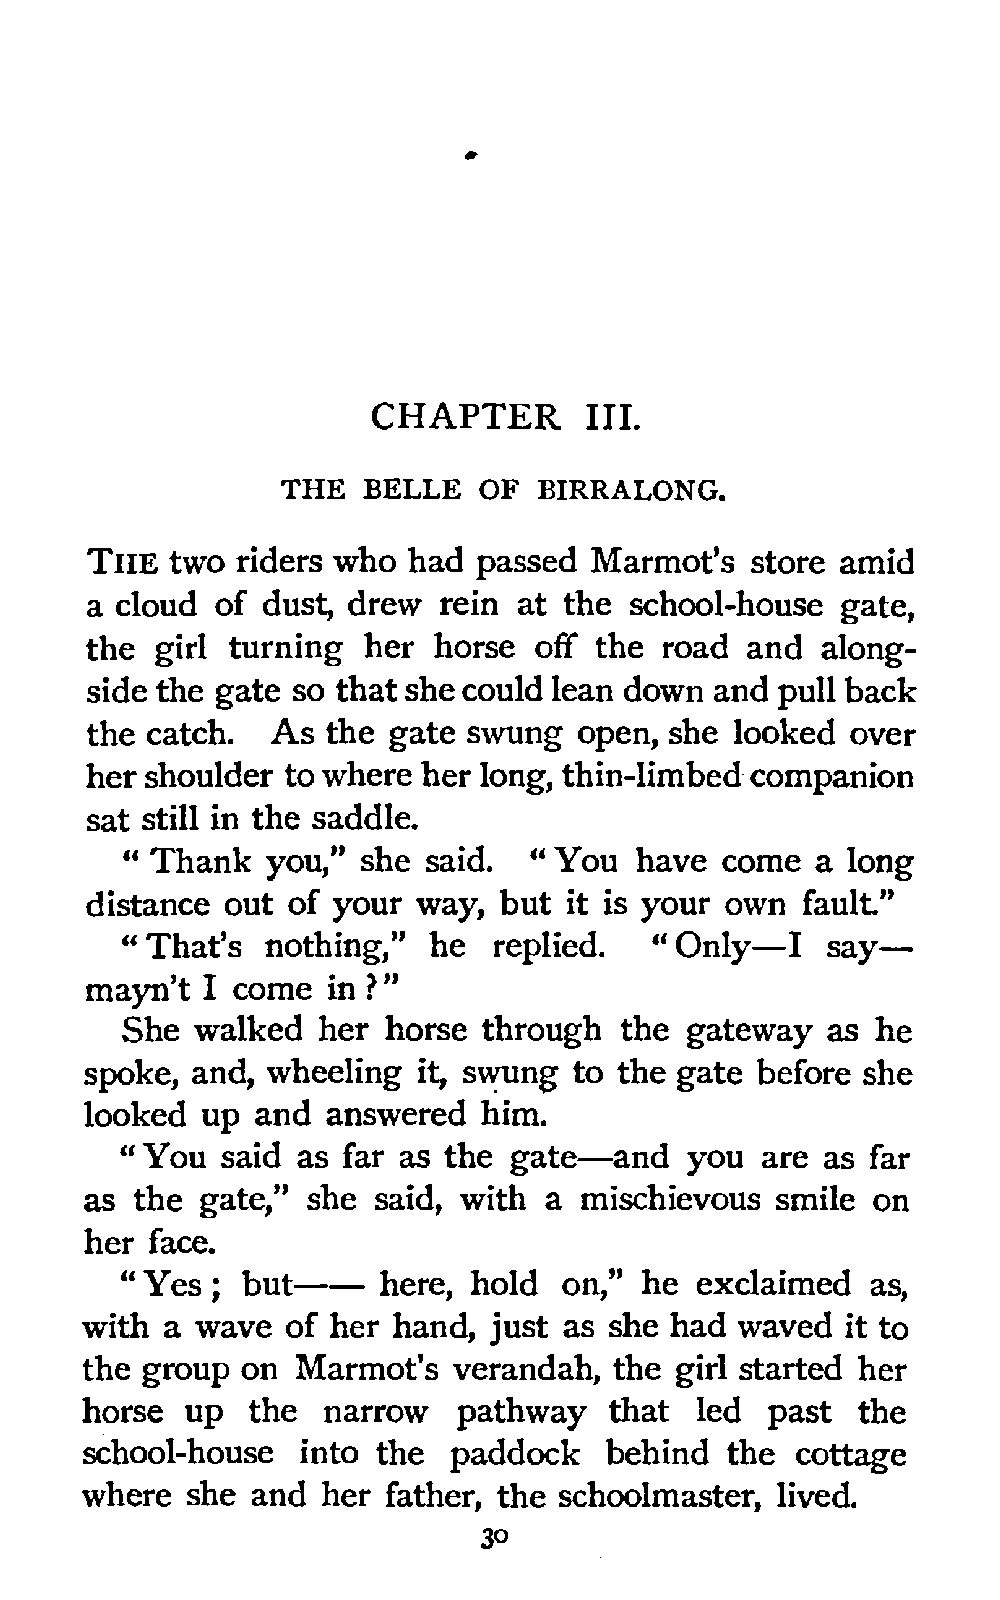 CHAPTER III.
THE BELLE OF BIRRALONG.
THE two riders who had passed Marmot's store amid
a cloud of dust, drew rein at the school-house gate,
the girl turning her horse off the road and along-
side the gate so that she could lean down and pull back
the catch. As the gate swung open, she looked over
her shoulder to where her long, thin-limbed companion
sat still in the saddle.
"Thank you," she said. "You have come a long
distance out of your way, but it is your own fault."
"That's nothing," he replied. "Only—I say—
mayn't I come in?"
She walked her horse through the gateway as he
spoke, and, wheeling it, swung to the gate before she
looked up and answered him.
"You said as far as the gate—and you are as far
as the gate," she said, with a mischievous smile on
her face.
"Yes; but—— here, hold on," he exclaimed as,
with a wave of her hand, just as she had waved it to
the group on Marmot's verandah, the girl started her
horse up the narrow pathway that led past the
school-house into the paddock behind the cottage
where she and her father, the schoolmaster, lived.
30